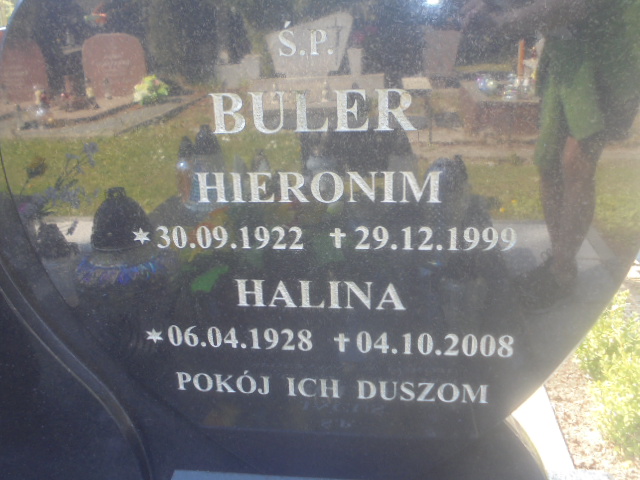 Ś.P.
BULER
HIERONIM
*30.09.1922 †29.12.1999
HALINA
*06.04.1928 †04.10.2008
POKÓJ ICH DUSZOM